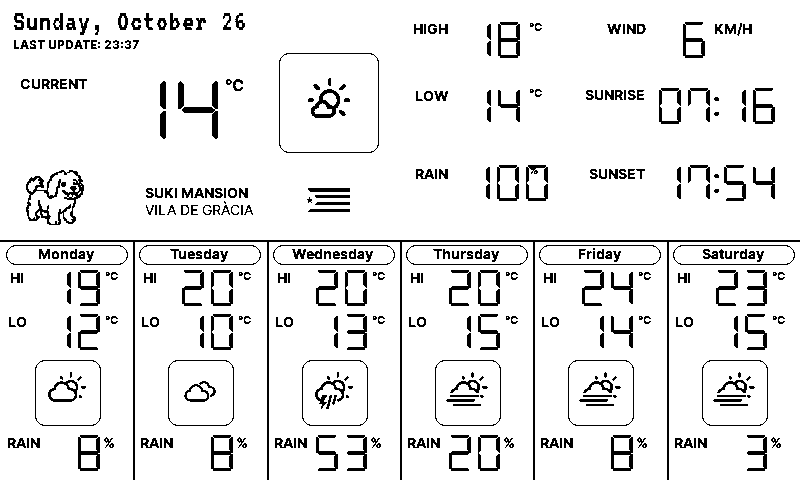 Sunday, October 26
LAST UPDATE: 23:37
CURRENT 14 °C
SUKI MANSION
VILA DE GRÀCIA
HIGH 18 °C
LOW 14 °C
RAIN 100 %
WIND 6 KM/H
SUNRISE 07:16
SUNSET 17:54
Monday
HI 19 °C
LO 12 °C
RAIN 8 %
Tuesday
HI 20 °C
LO 10 °C
RAIN 8 %
Wednesday
HI 20 °C
LO 13 °C
RAIN 53 %
Thursday
HI 20 °C
LO 15 °C
RAIN 20 %
Friday
HI 24 °C
LO 14 °C
RAIN 8 %
Saturday
HI 23 °C
LO 15 °C
RAIN 3 %